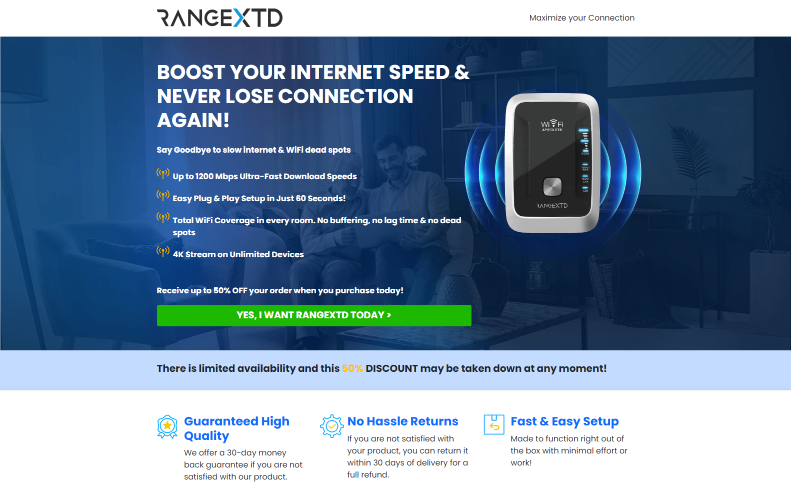 RANGEXTD
Maximize your Connection
BOOST YOUR INTERNET SPEED &
NEVER LOSE CONNECTION
AGAIN!
Say Goodbye to slow internet & WiFi dead spots
Up to 1200 Mbps Ultra-Fast Download Speeds
Easy Plug & Play Setup in Just 60 Seconds!
Total WiFi Coverage in every room. No buffering, no lag time & no dead
spots
4K Stream on Unlimited Devices
Receive up to 50% OFF your order when you purchase today!
YES, I WANT RANGEXTD TODAY >
WiFi
RANGEXTD
There is limited availability and this 50% DISCOUNT may be taken down at any moment!
Guaranteed High
Quality
We offer a 30-day money
back guarantee if you are not
satisfied with our product.
No Hassle Returns
If you are not satisfied with
your product, you can return it
within 30 days of delivery for a
full refund.
Fast & Easy Setup
Made to function right out of
the box with minimal effort or
work!